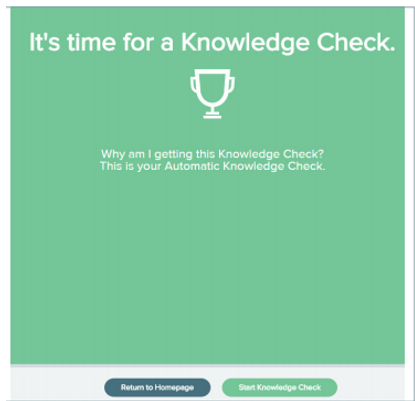 It's time for a Knowledge Check.
Why am I getting this Knowledge Check?
This is your Automatic Knowledge Check.
Return to Homepage
Start Knowledge Check